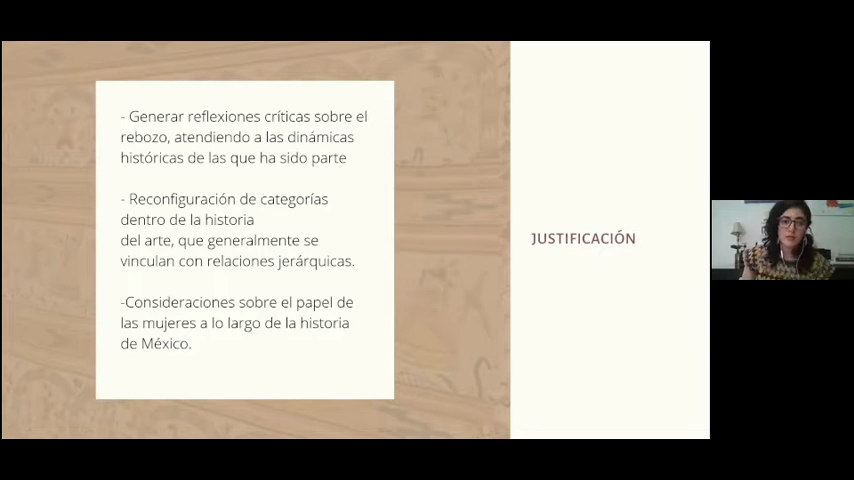 - Generar reflexiones críticas sobre el
rebozo, atendiendo a las dinámicas
históricas de las que ha sido parte
- Reconfiguración de categorías
dentro de la historia
del arte, que generalmente se
vinculan con relaciones jerárquicas.
-Consideraciones sobre el papel de
las mujeres a lo largo de la historia
de México.
JUSTIFICACIÓN